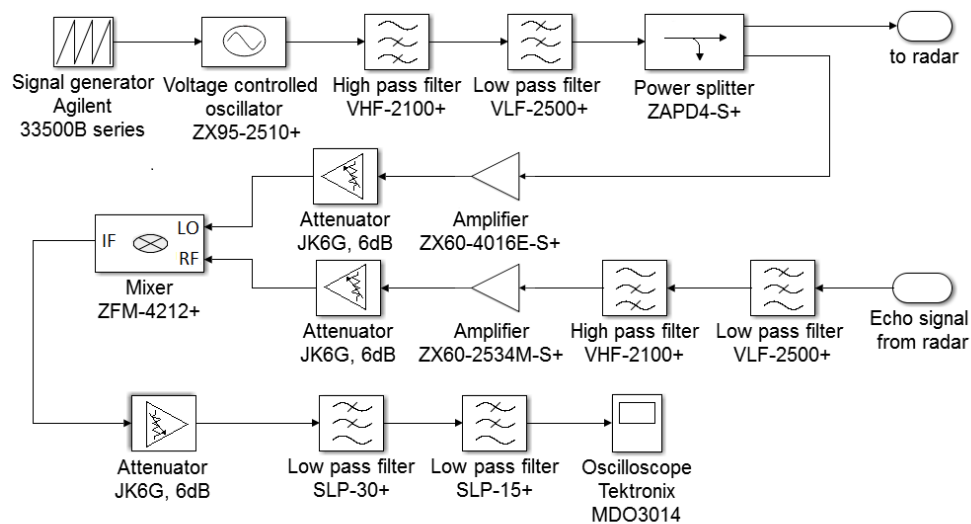 Signal generator
Agilent
33500B series
Voltage controlled
oscillator
ZX95-2510+
High pass filter
VHF-2100+
Low pass filter
VLF-2500+
Power splitter
ZAPD4-S+
to radar
Attenuator
JK6G, 6dB
Amplifier
ZX60-4016E-S+
IF
LO
RF
Mixer
ZFM-4212+
Attenuator
JK6G, 6dB
Amplifier
ZX60-2534M-S+
High pass filter
VHF-2100+
Low pass filter
VLF-2500+
Echo signal
from radar
Attenuator
JK6G, 6dB
Low pass filter
SLP-30+
Low pass filter
SLP-15+
Oscilloscope
Tektronix
MDO3014